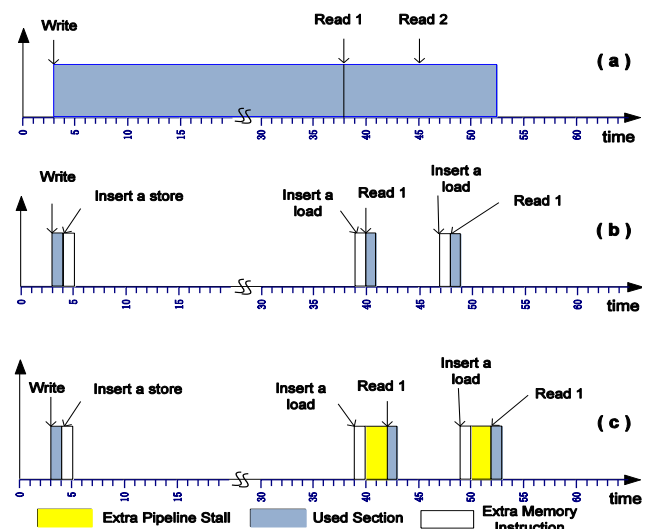 Write
Read 1
Read 2
( a )
0 5 10 15 30 35 40 45 50 55 60
time
Write
Insert a store
Insert a
load
Read 1
Insert a
load
Read 1
( b )
0 5 10 15 30 35 40 45 50 55 60
time
Write
Insert a store
Insert a
load
Read 1
Insert a
load
Read 1
( c )
0 5 10 15 30 35 40 45 50 55 60
time
Extra Pipeline Stall
Used Section
Extra Memory
Instruction